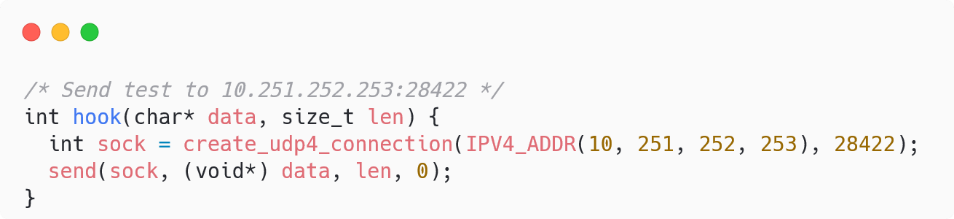 /* Send test to 10.251.252.253:28422 */
int hook(char* data, size_t len) {
  int sock = create_udp4_connection(IPV4_ADDR(10, 251, 252, 253), 28422);
  send(sock, (void*) data, len, 0);
}